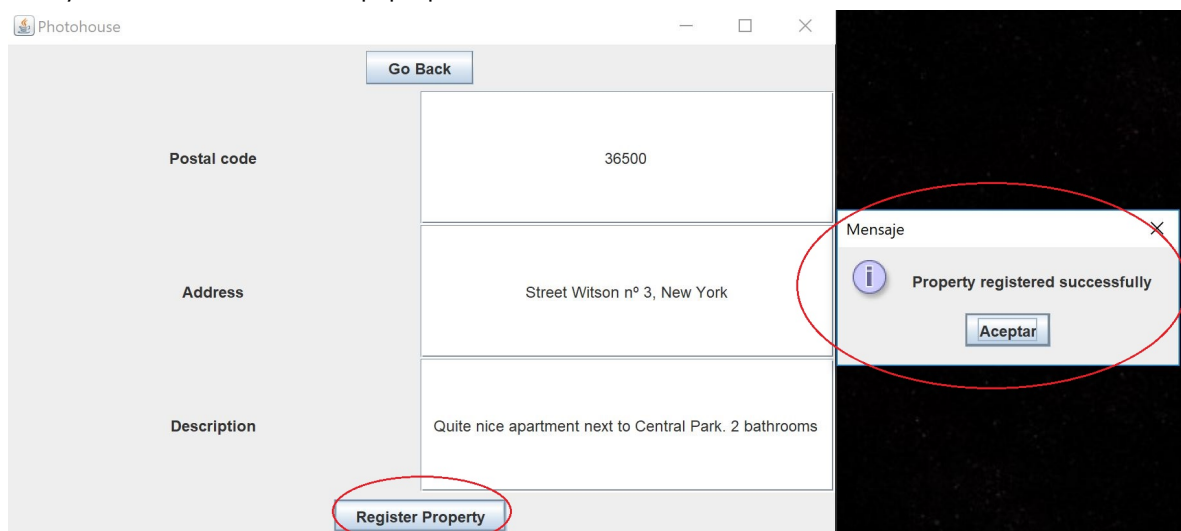 Photohouse
Go Back
Postal code
36500
Address
Street Witson nº 3, New York
Description
Quite nice apartment next to Central Park. 2 bathrooms
Register Property
Mensaje
Property registered successfully
Aceptar